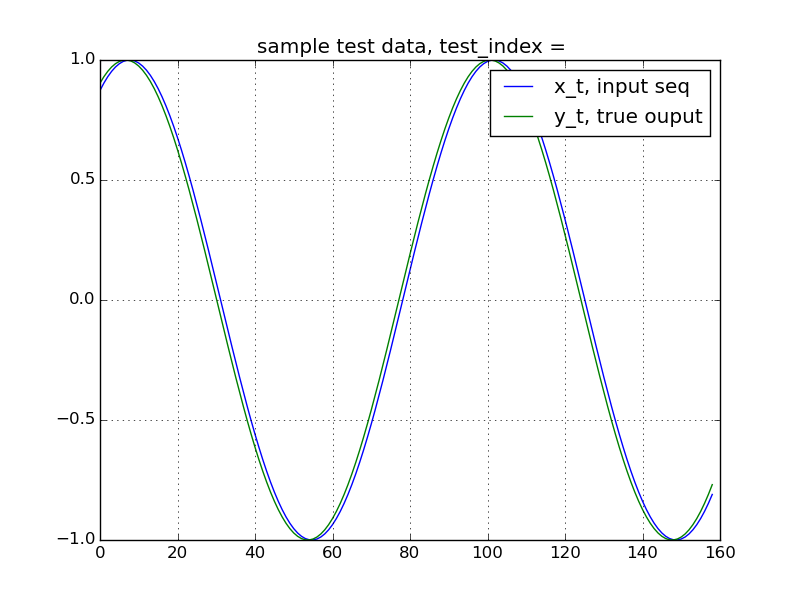 sample test data, test_index =
x_t, input seq
y_t, true ouput
1.0
0.5
0.0
−0.5
−1.0
0 20 40 60 80 100 120 140 160